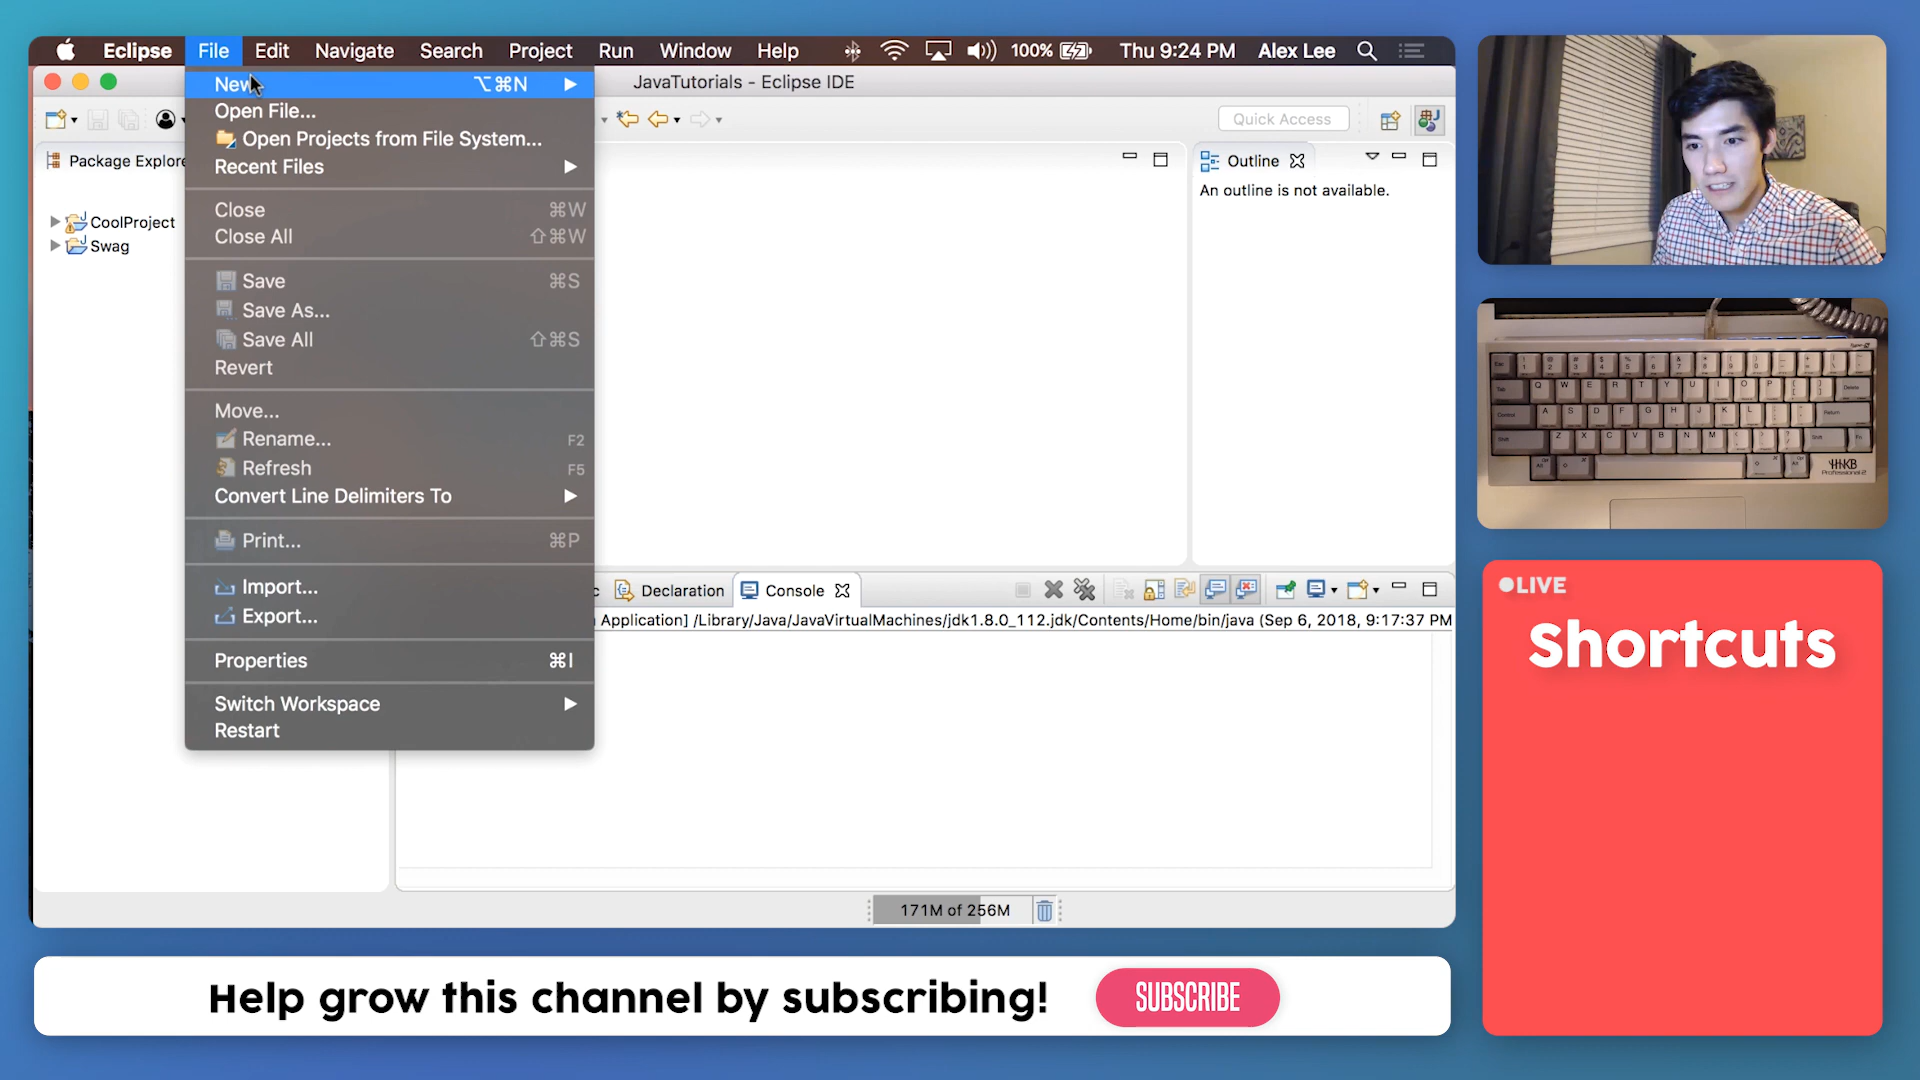 Eclipse File Edit Navigate Search Project Run Window Help 100% Thu 9:24 PM Alex Lee
JavaTutorials - Eclipse IDE
New ⌥⌘N ▶
Open File...
Open Projects from File System...
Recent Files ▶
Close ⌘W
Close All ⇧⌘W
Save ⌘S
Save As...
Save All ⇧⌘S
Revert
Move...
Rename... F2
Refresh F5
Convert Line Delimiters To ▶
Print... ⌘P
Import...
Export...
Properties ⌘I
Switch Workspace ▶
Restart
Quick Access
Package Explore
CoolProject
Swag
Outline
An outline is not available.
c Declaration Console
Application] /Library/Java/JavaVirtualMachines/jdk1.8.0_112.jdk/Contents/Home/bin/java (Sep 6, 2018, 9:17:37 PM
171M of 256M
HHKB
Professional 2
LIVE
Shortcuts
Help grow this channel by subscribing!
SUBSCRIBE